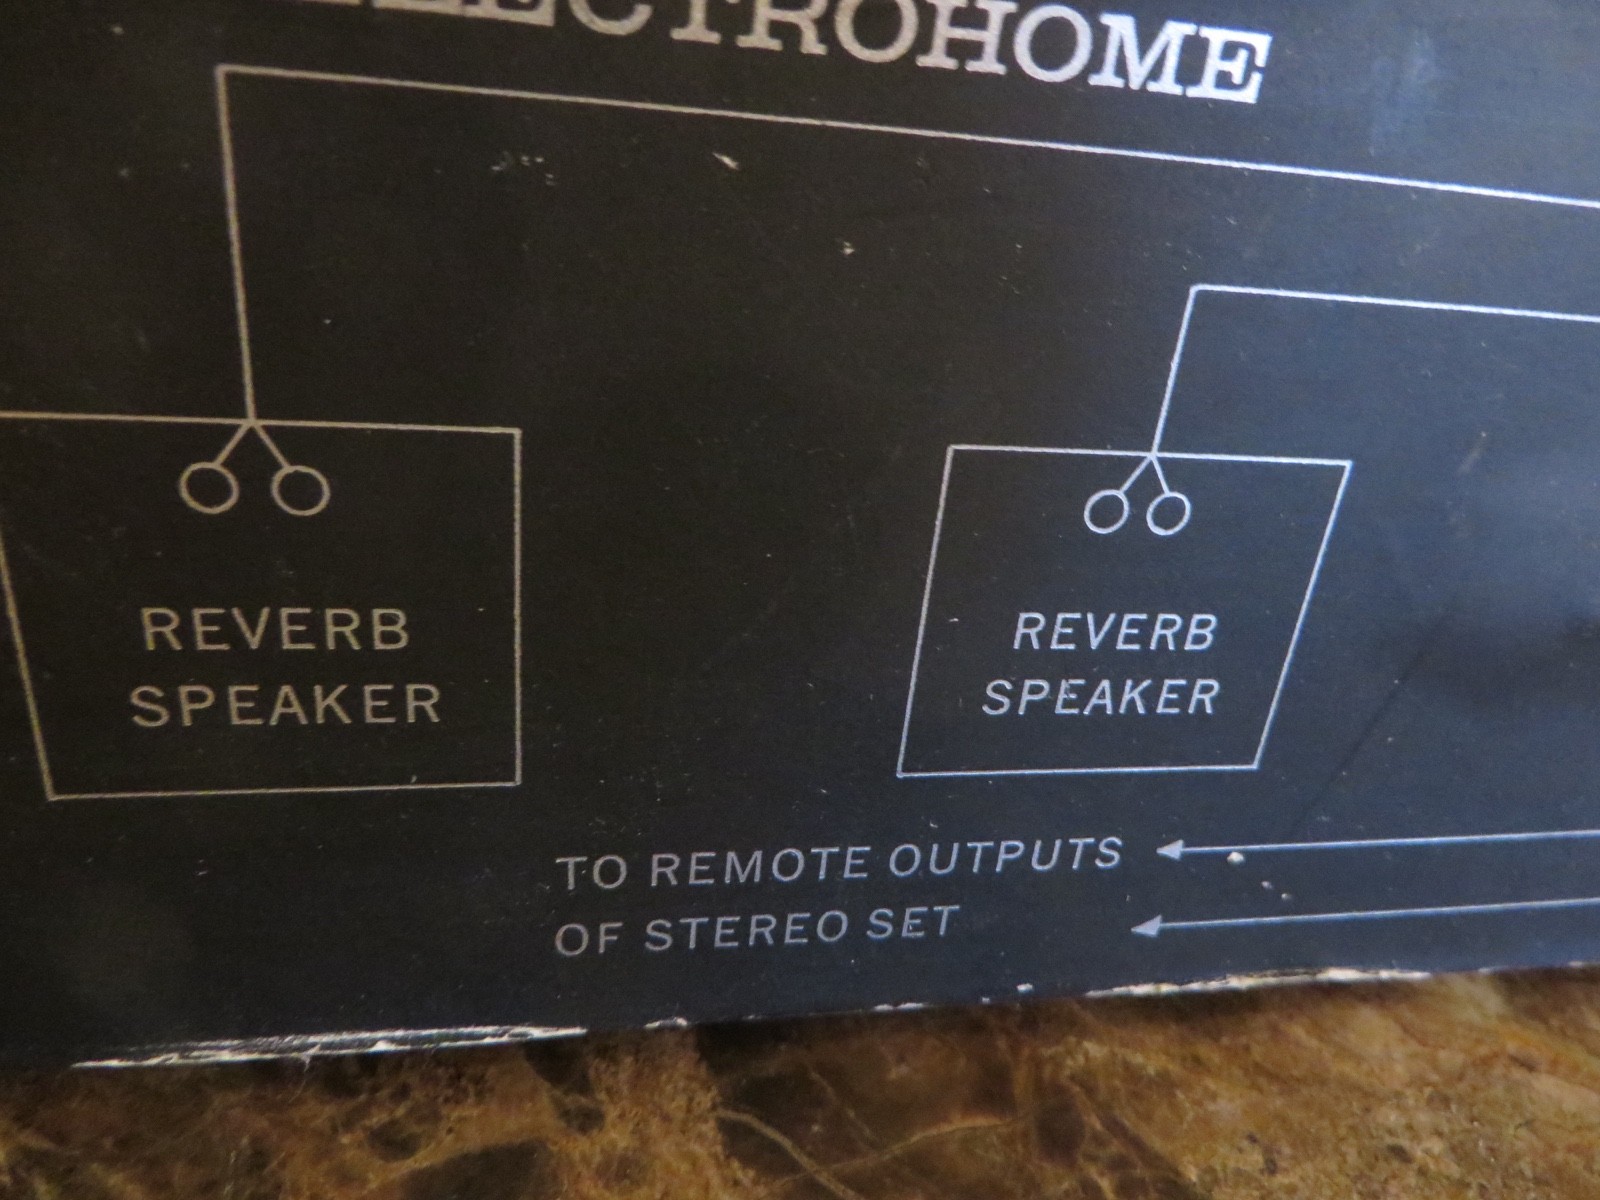 ELECTROHOME
REVERB
SPEAKER
REVERB
SPEAKER
TO REMOTE OUTPUTS
OF STEREO SET